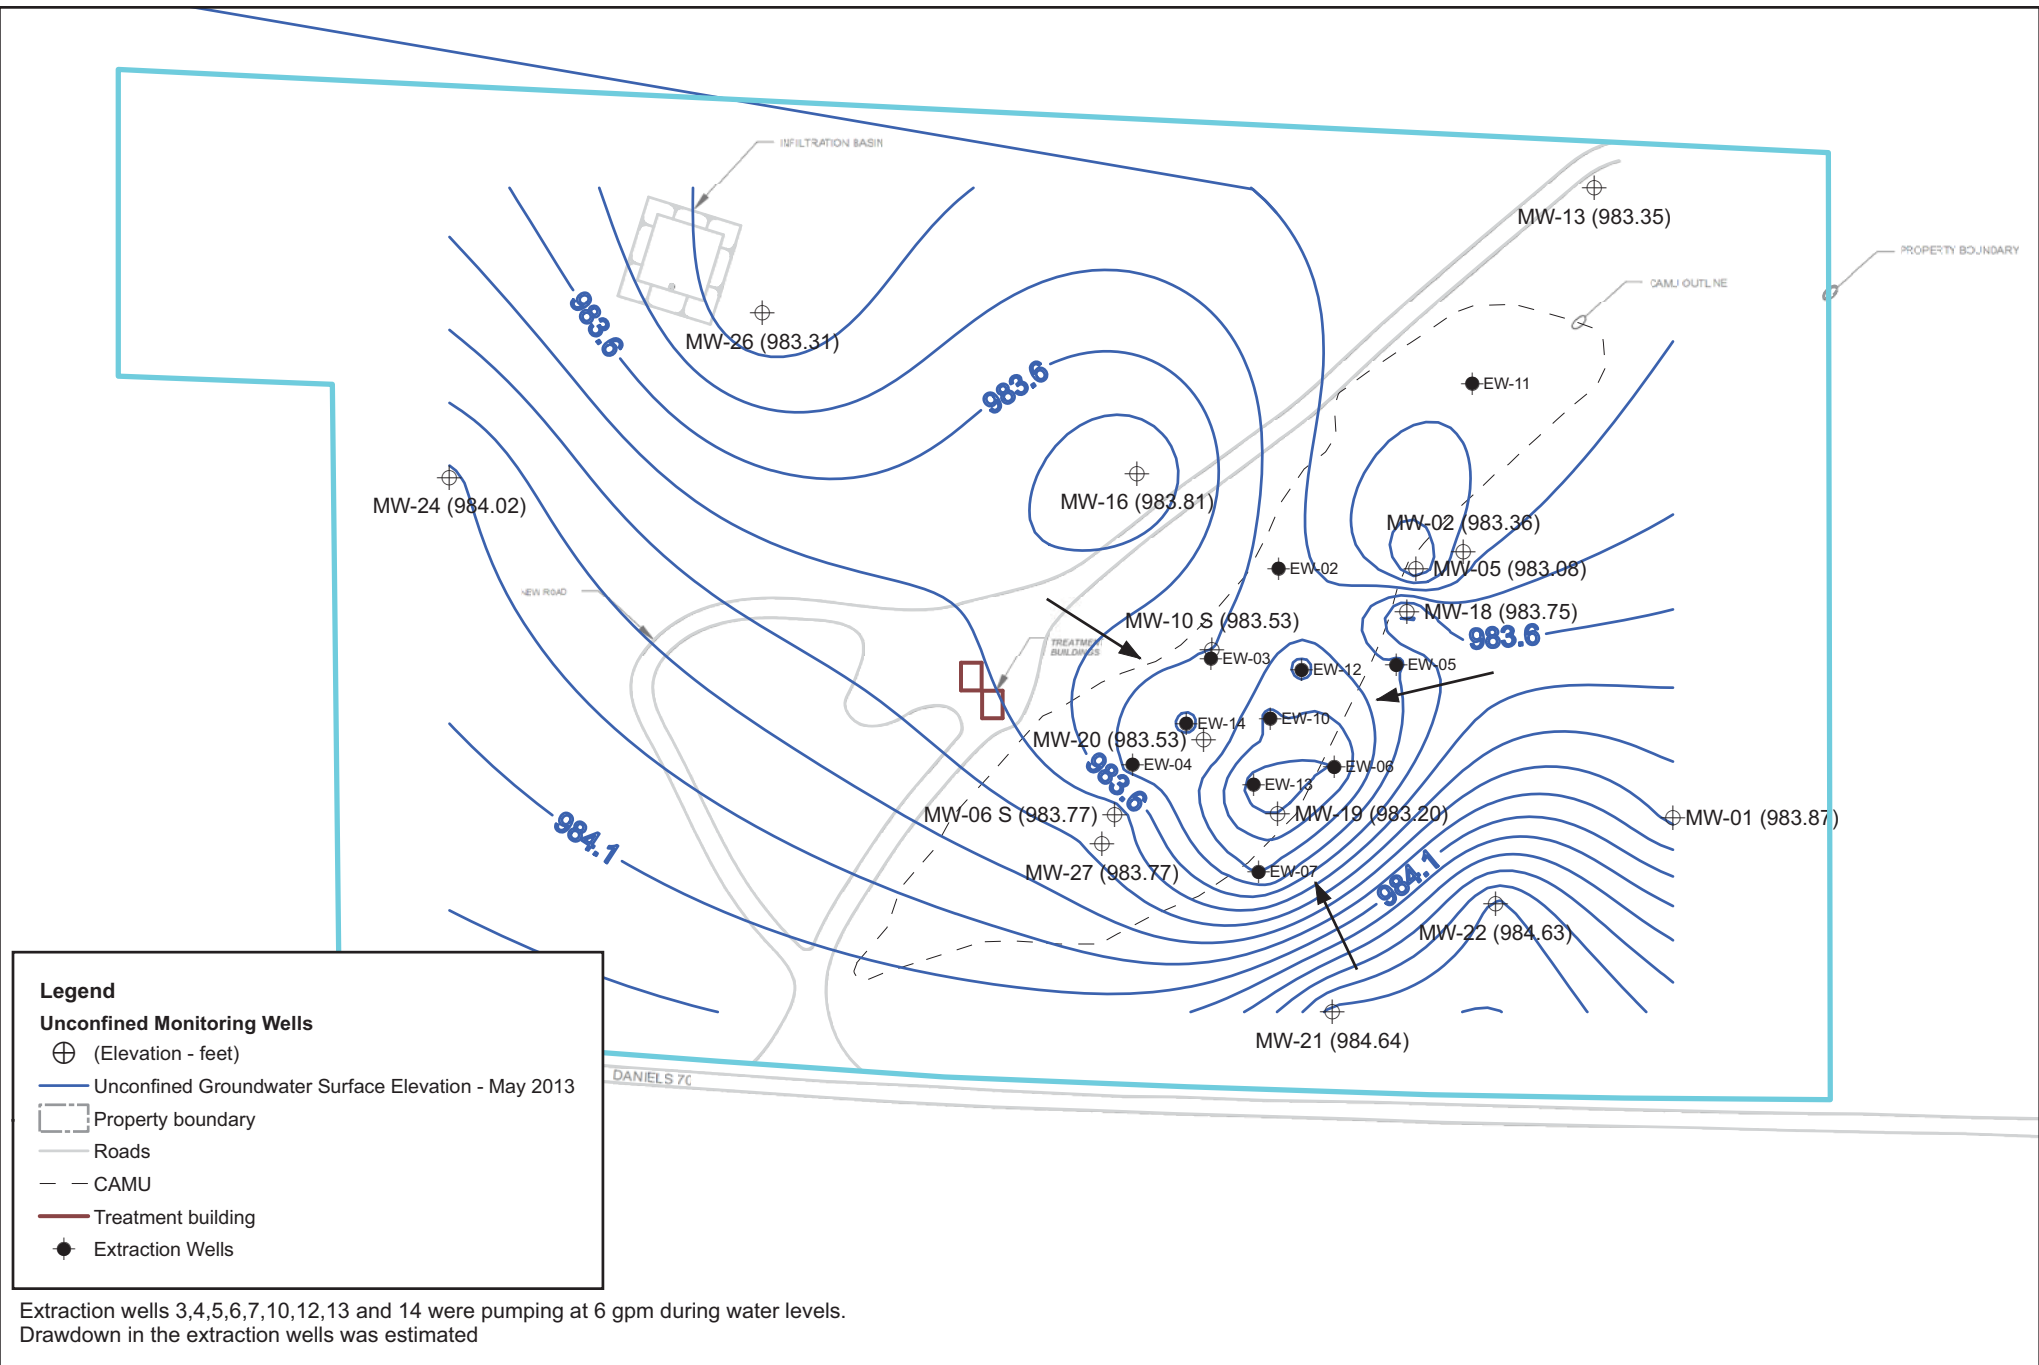 INFILTRATION BASIN
MW-13 (983.35)
PROPERTY BOUNDARY
CAMU OUTLINE
983.6
MW-26 (983.31)
983.6
EW-11
MW-24 (984.02)
MW-16 (983.81)
MW-02 (983.36)
EW-02
MW-05 (983.08)
NEW ROAD
MW-10 S (983.53)
MW-18 (983.75)
983.6
TREATMENT
BUILDINGS
EW-03
EW-12
EW-05
EW-14
EW-10
MW-20 (983.53)
EW-04
EW-06
983.6
EW-13
MW-06 S (983.77)
MW-19 (983.20)
MW-01 (983.87)
984.1
MW-27 (983.77)
EW-07
984.1
MW-22 (984.63)
MW-21 (984.64)
DANIELS 70
Legend
Unconfined Monitoring Wells
(Elevation - feet)
Unconfined Groundwater Surface Elevation - May 2013
Property boundary
Roads
CAMU
Treatment building
Extraction Wells
Extraction wells 3,4,5,6,7,10,12,13 and 14 were pumping at 6 gpm during water levels.
Drawdown in the extraction wells was estimated